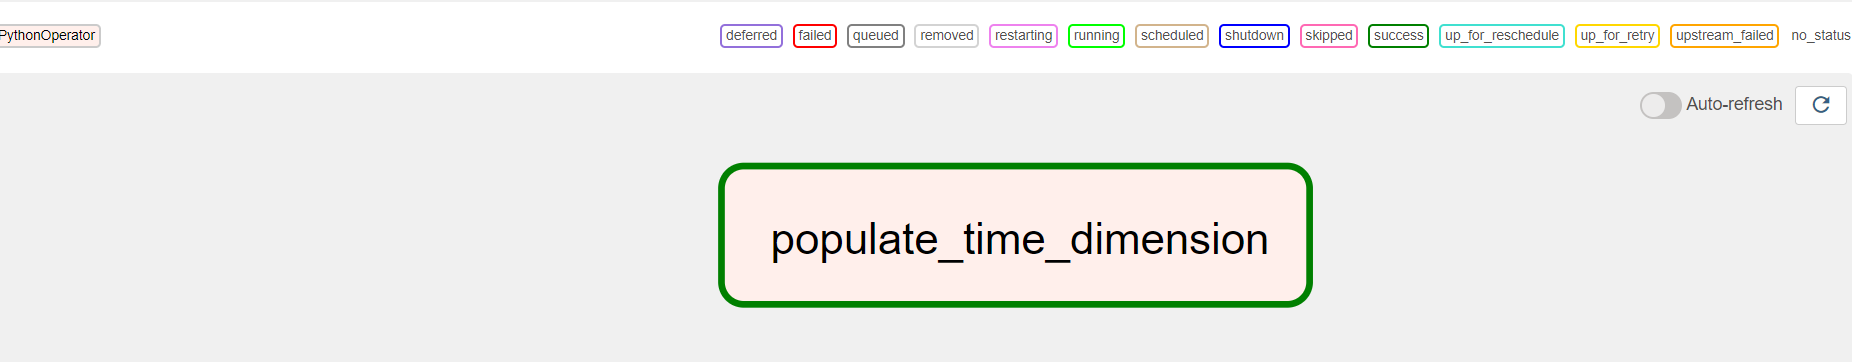 PythonOperator deferred failed queued removed restarting running scheduled shutdown skipped success up_for_reschedule up_for_retry upstream_failed no_status
Auto-refresh
populate_time_dimension